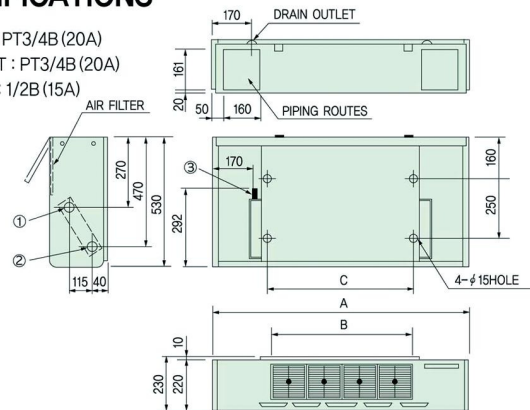 PT3/4B(20A)
T : PT3/4B(20A)
: 1/2B(15A)
AIR FILTER
170
DRAIN OUTLET
161
20
50
160
PIPING ROUTES
270
470
530
①
②
115
40
③
170
292
160
250
C
4-φ15HOLE
A
B
10
230
220